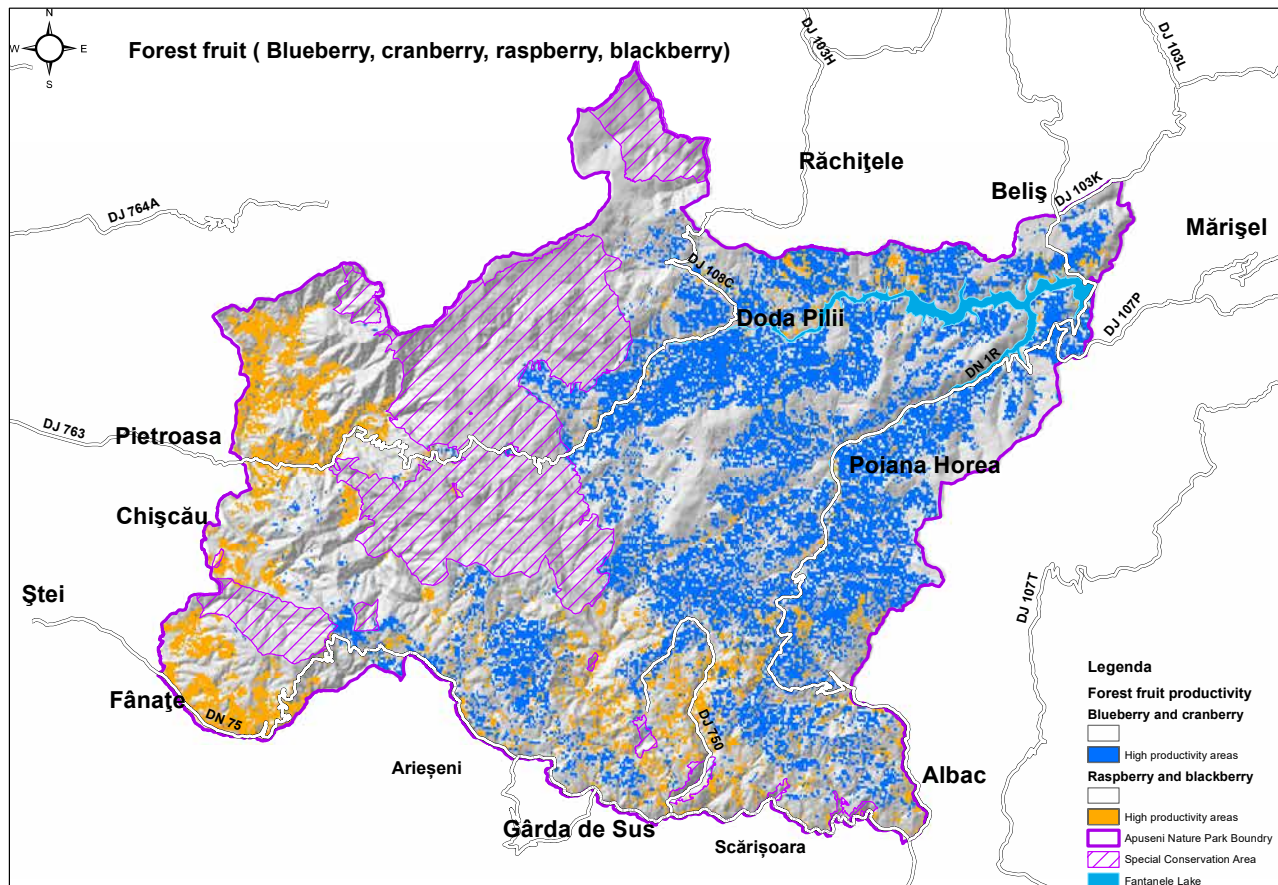 N
W E
S
Forest fruit ( Blueberry, cranberry, raspberry, blackberry)
DJ 103H
DJ 103L
Răchiţele
Beliş
DJ 103K
DJ 764A
Mărişel
DJ 108C
DJ 107P
Doda Pilii
DN 1R
DJ 763
Pietroasa
Poiana Horea
Chişcău
DJ 107T
Ştei
Fânaţe
DN 75
DJ 750
Arieșeni
Albac
Gârda de Sus
Scărișoara
Legenda
Forest fruit productivity
Blueberry and cranberry
High productivity areas
Raspberry and blackberry
High productivity areas
Apuseni Nature Park Boundry
Special Conservation Area
Fantanele Lake